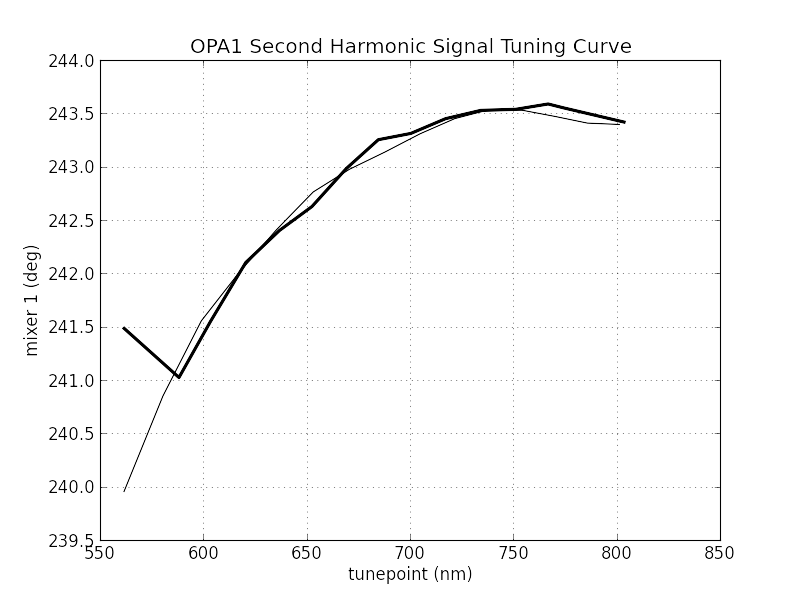 OPA1 Second Harmonic Signal Tuning Curve
244.0
243.5
243.0
242.5
242.0
241.5
241.0
240.5
240.0
239.5
mixer 1 (deg)
550 600 650 700 750 800 850
tunepoint (nm)